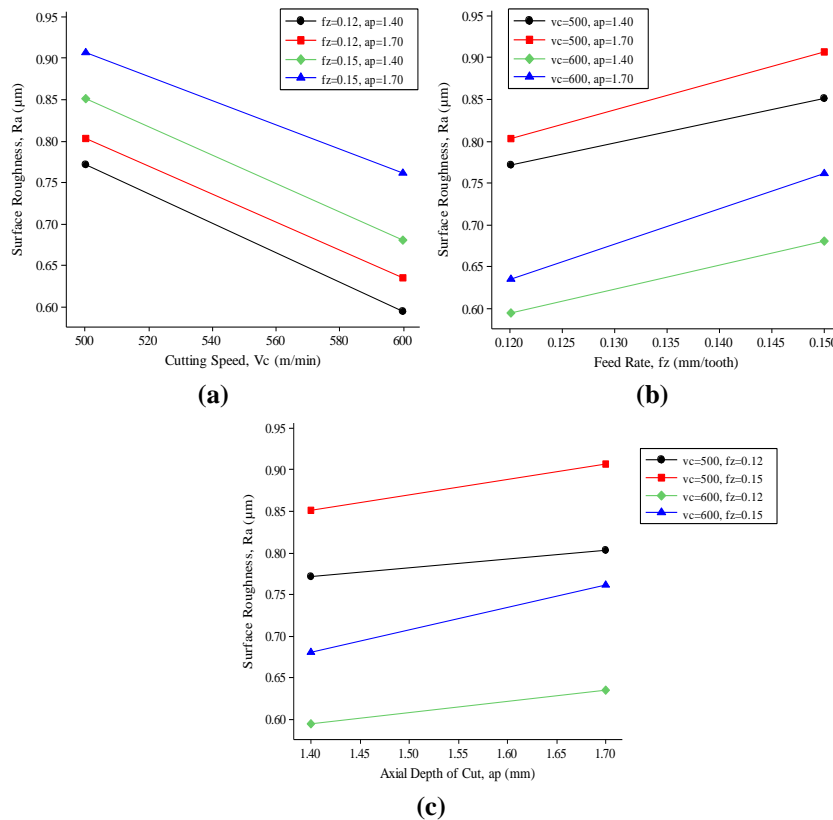 0.95
0.90
0.85
0.80
0.75
0.70
0.65
0.60
Surface Roughness, Ra (µm)
fz=0.12, ap=1.40
fz=0.12, ap=1.70
fz=0.15, ap=1.40
fz=0.15, ap=1.70
500 520 540 560 580 600
Cutting Speed, Vc (m/min)
(a)
0.95
0.90
0.85
0.80
0.75
0.70
0.65
0.60
Surface Roughness, Ra (µm)
vc=500, ap=1.40
vc=500, ap=1.70
vc=600, ap=1.40
vc=600, ap=1.70
0.120 0.125 0.130 0.135 0.140 0.145 0.150
Feed Rate, fz (mm/tooth)
(b)
0.95
0.90
0.85
0.80
0.75
0.70
0.65
0.60
Surface Roughness, Ra (µm)
vc=500, fz=0.12
vc=500, fz=0.15
vc=600, fz=0.12
vc=600, fz=0.15
1.40 1.45 1.50 1.55 1.60 1.65 1.70
Axial Depth of Cut, ap (mm)
(c)